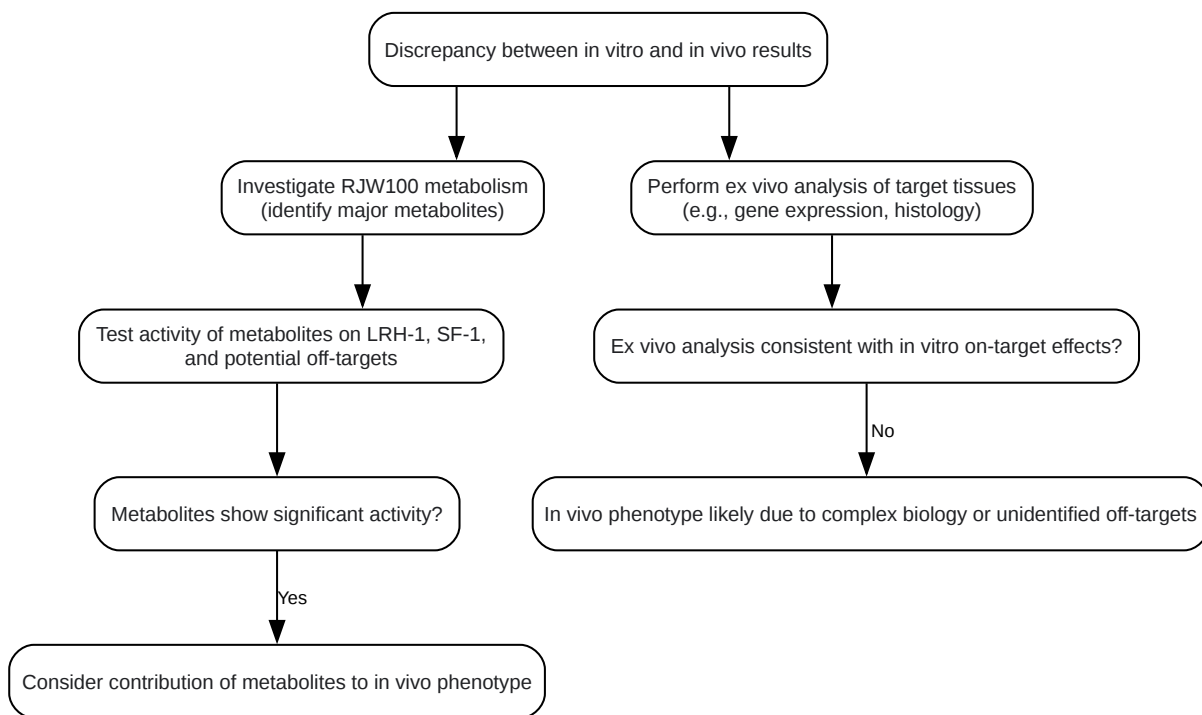 Discrepancy between in vitro and in vivo results
Investigate RJW100 metabolism
(identify major metabolites)
Perform ex vivo analysis of target tissues
(e.g., gene expression, histology)
Test activity of metabolites on LRH-1, SF-1,
and potential off-targets
Ex vivo analysis consistent with in vitro on-target effects?
No
Metabolites show significant activity?
In vivo phenotype likely due to complex biology or unidentified off-targets
Yes
Consider contribution of metabolites to in vivo phenotype